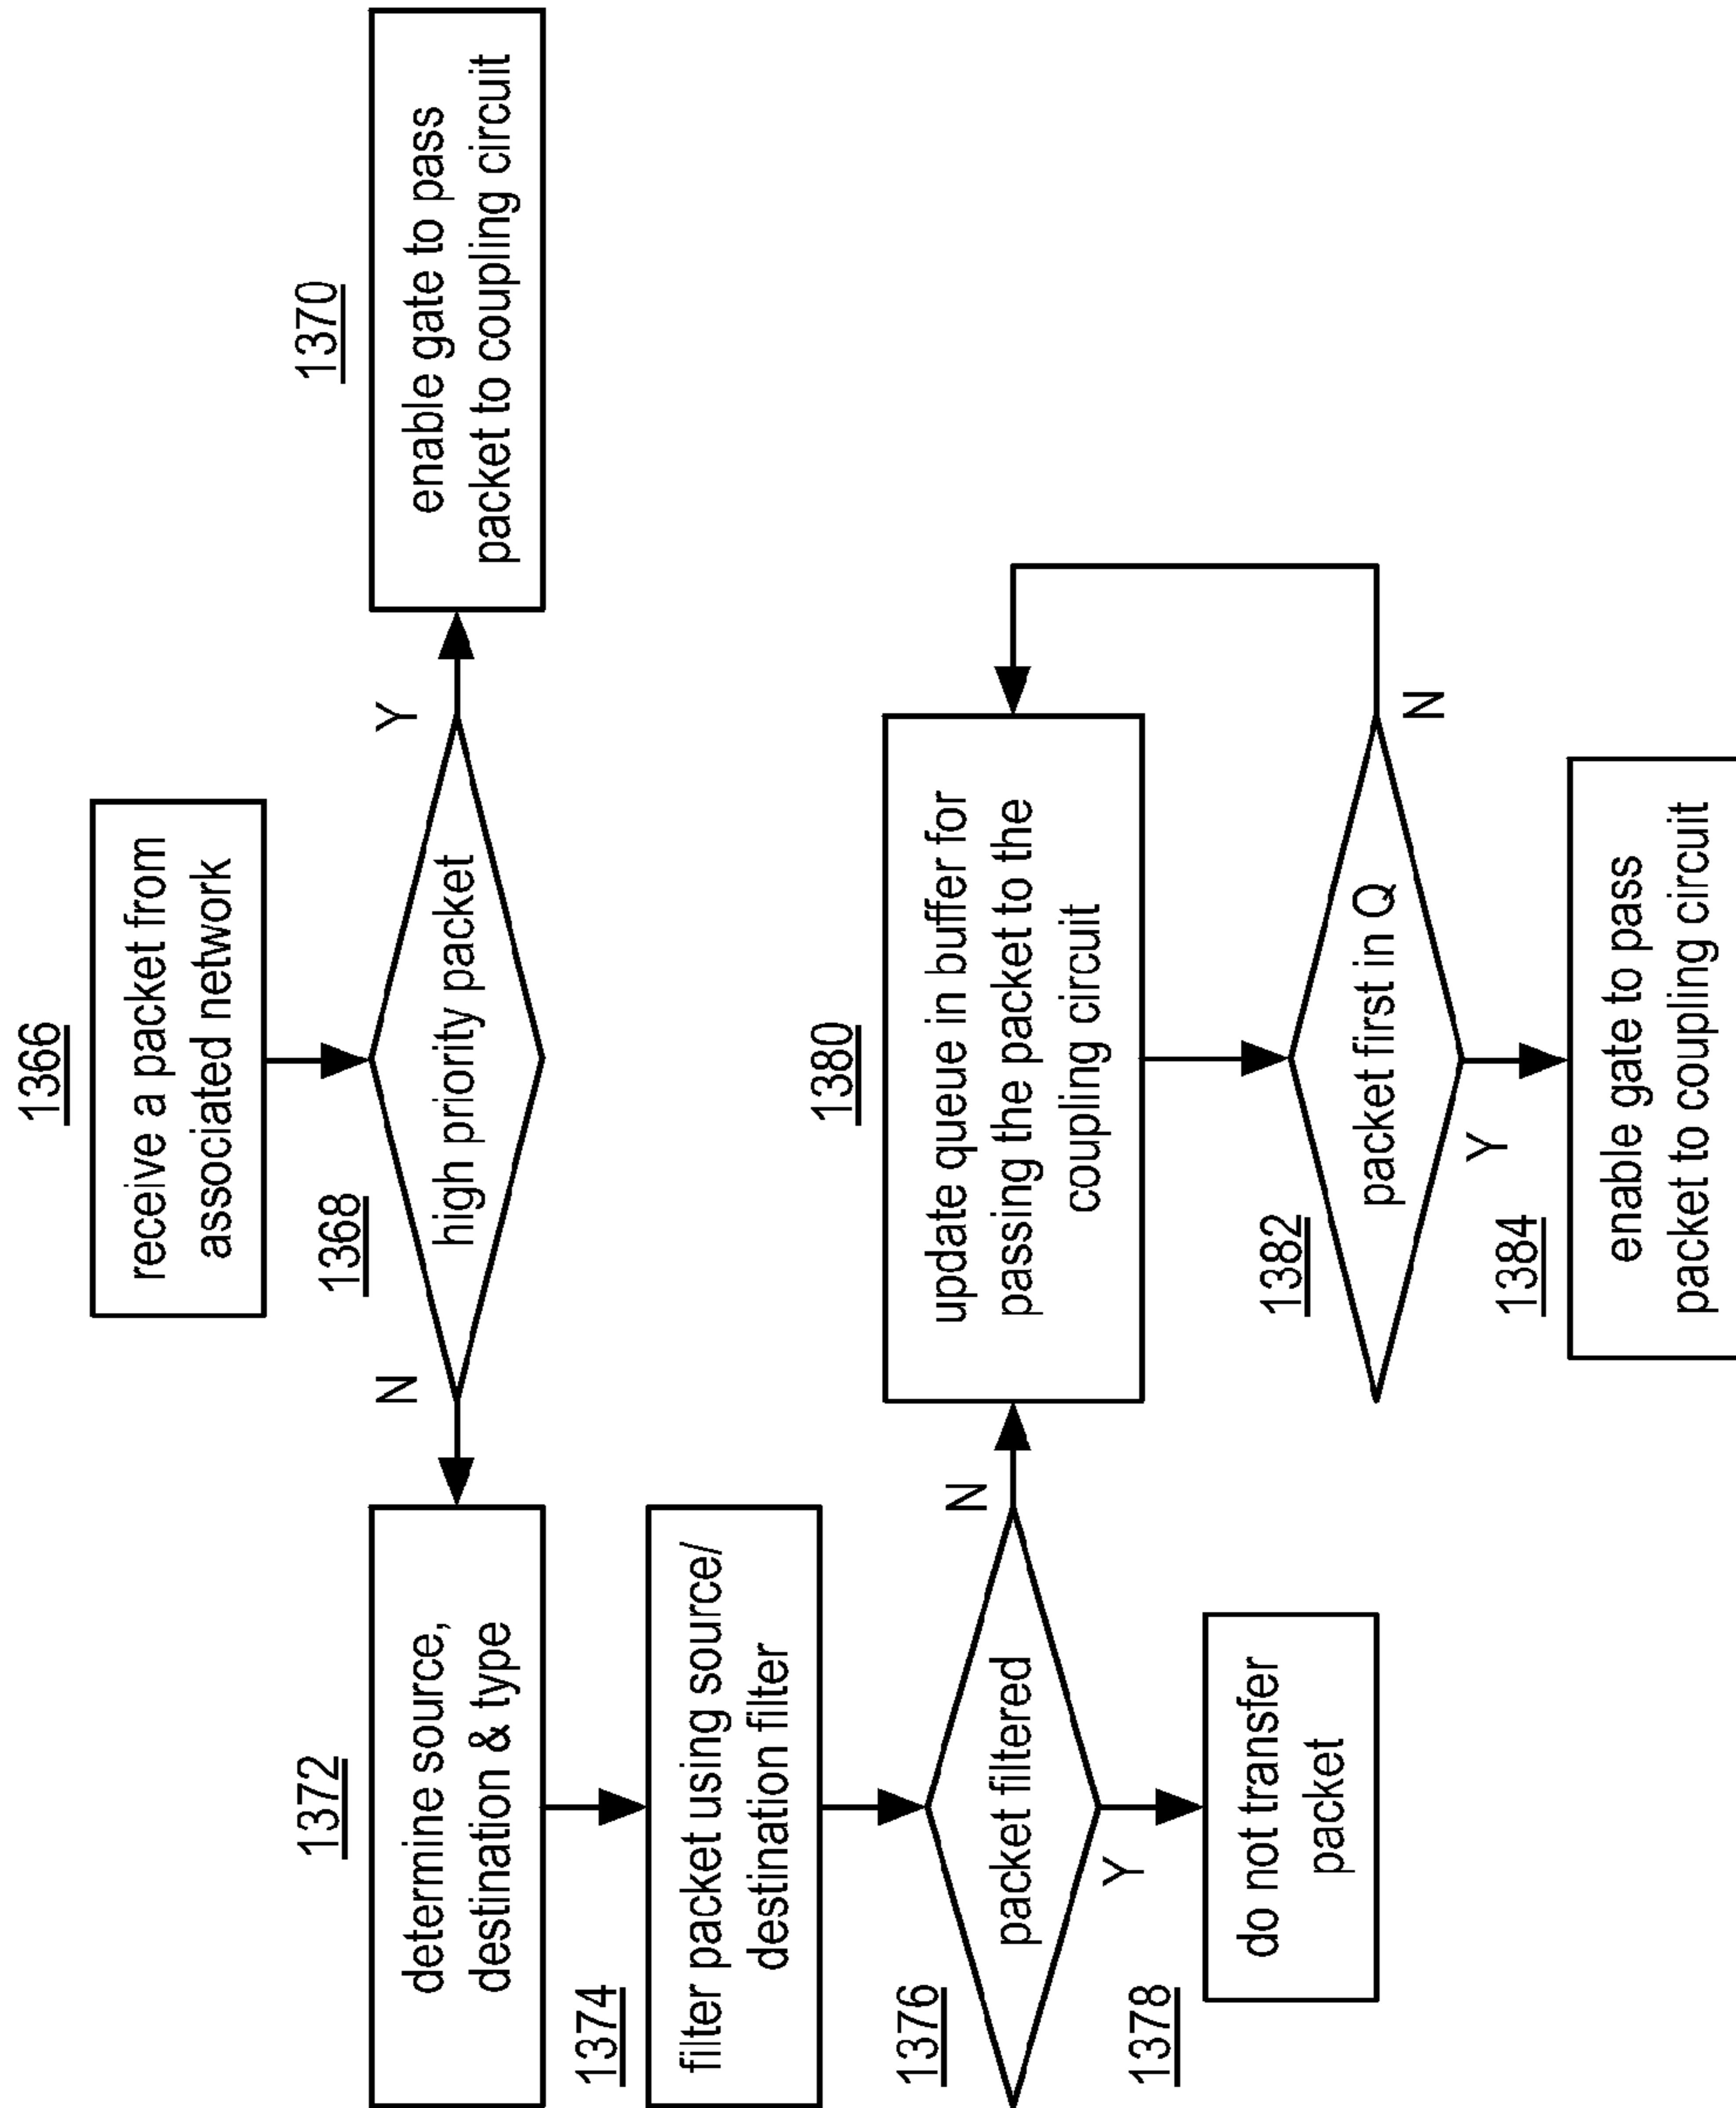 1366
receive a packet from
associated network
1368
high priority packet
Y
N
1370
enable gate to pass
packet to coupling circuit
1372
determine source,
destination & type
1374
filter packet using source/
destination filter
1376
packet filtered
N
Y
1378
do not transfer
packet
1380
update queue in buffer for
passing the packet to the
coupling circuit
1382
packet first in Q
N
Y
1384
enable gate to pass
packet to coupling circuit